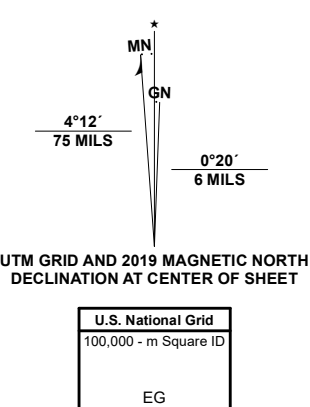 ★
MN
GN
4°12´
75 MILS
0°20´
6 MILS
UTM GRID AND 2019 MAGNETIC NORTH
DECLINATION AT CENTER OF SHEET
U.S. National Grid
100,000 - m Square ID
EG